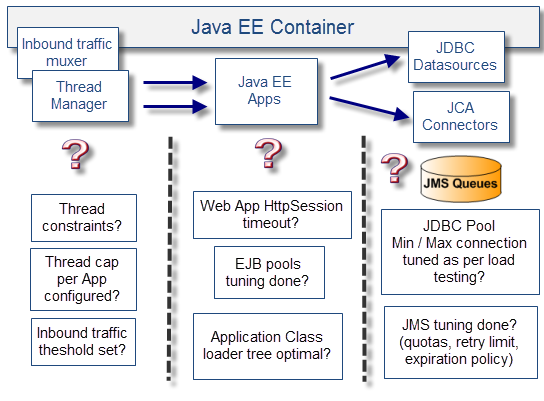 Java EE Container
Inbound traffic
muxer
Thread
Manager
Java EE
Apps
JDBC
Datasources
JCA
Connectors
?
?
?
JMS Queues
Thread
constraints?
Thread cap
per App
configured?
Inbound traffic
theshold set?
Web App HttpSession
timeout?
EJB pools
tuning done?
Application Class
loader tree optimal?
JDBC Pool
Min / Max connection
tuned as per load
testing?
JMS tuning done?
(quotas, retry limit,
expiration policy)